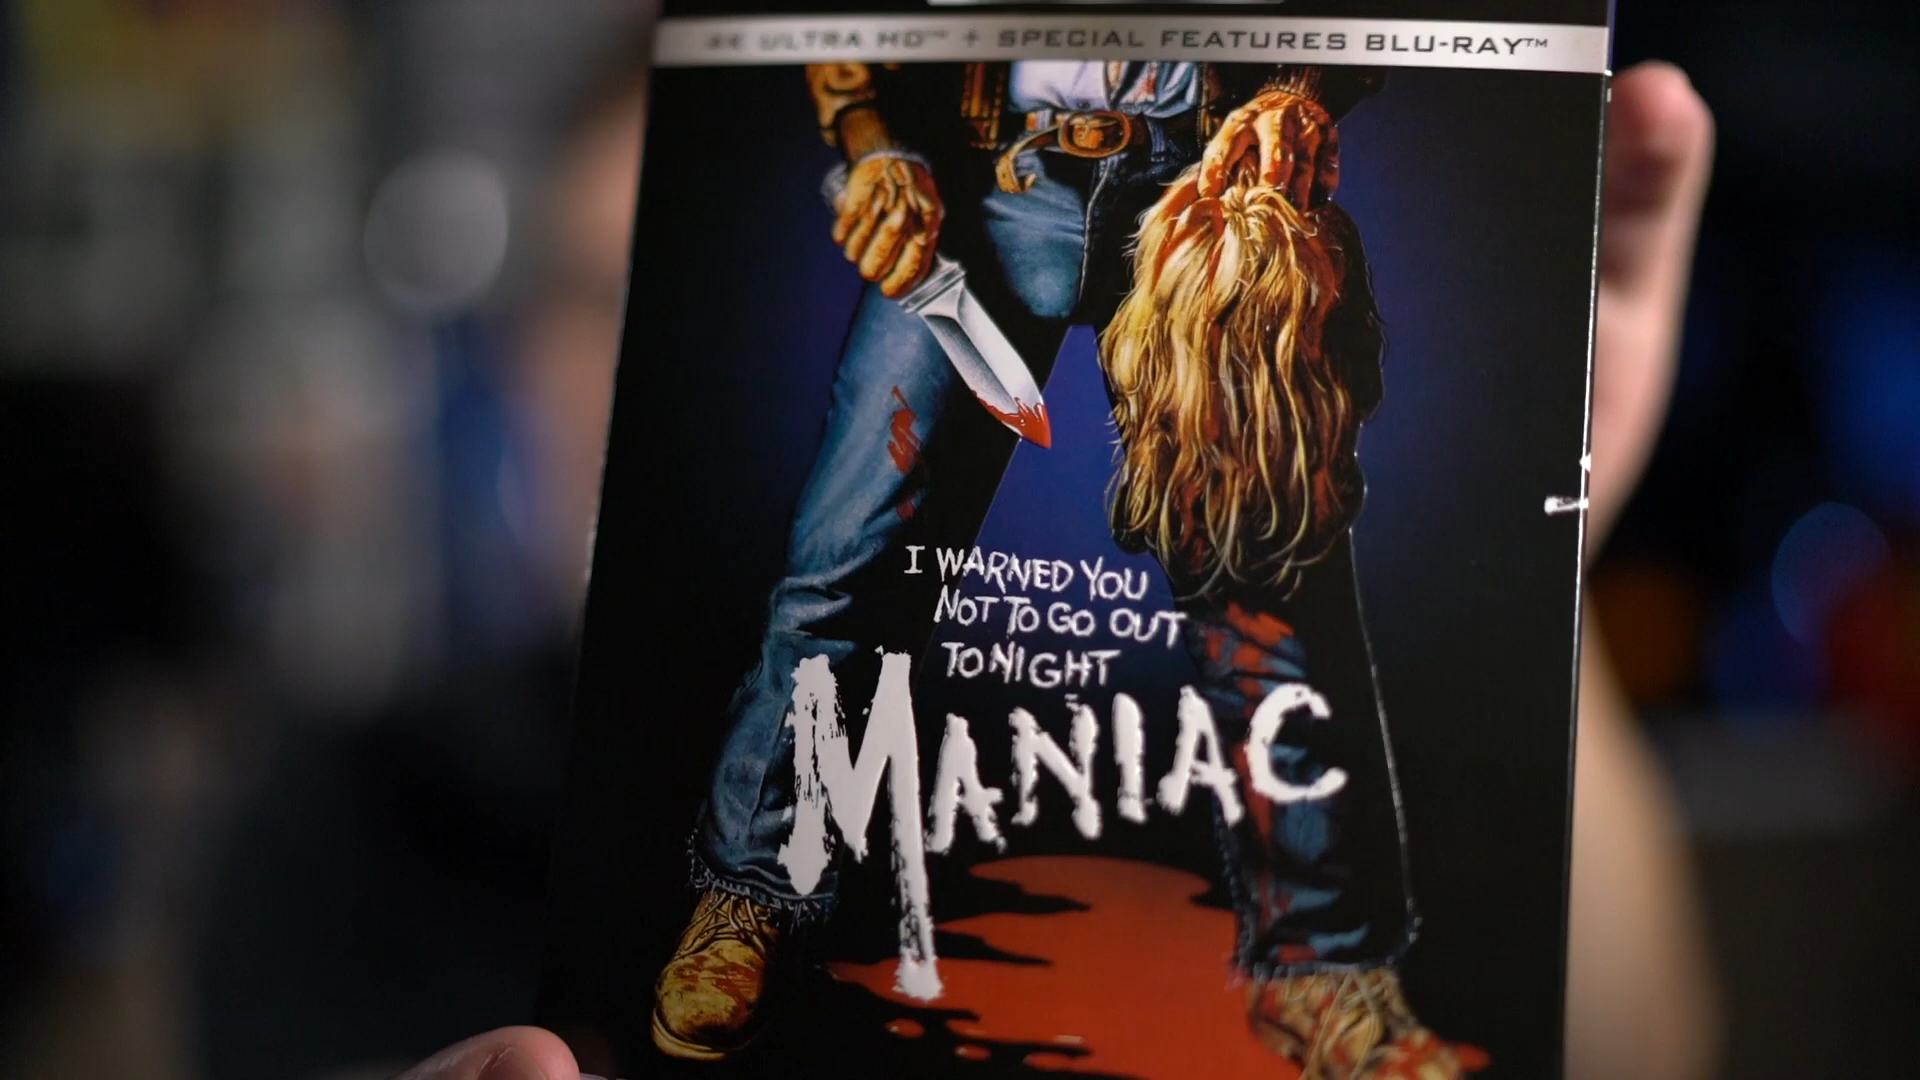 4K ULTRA HD™ + SPECIAL FEATURES BLU-RAY™
I WARNED YOU
NOT TO GO OUT
TONIGHT
MANIAC